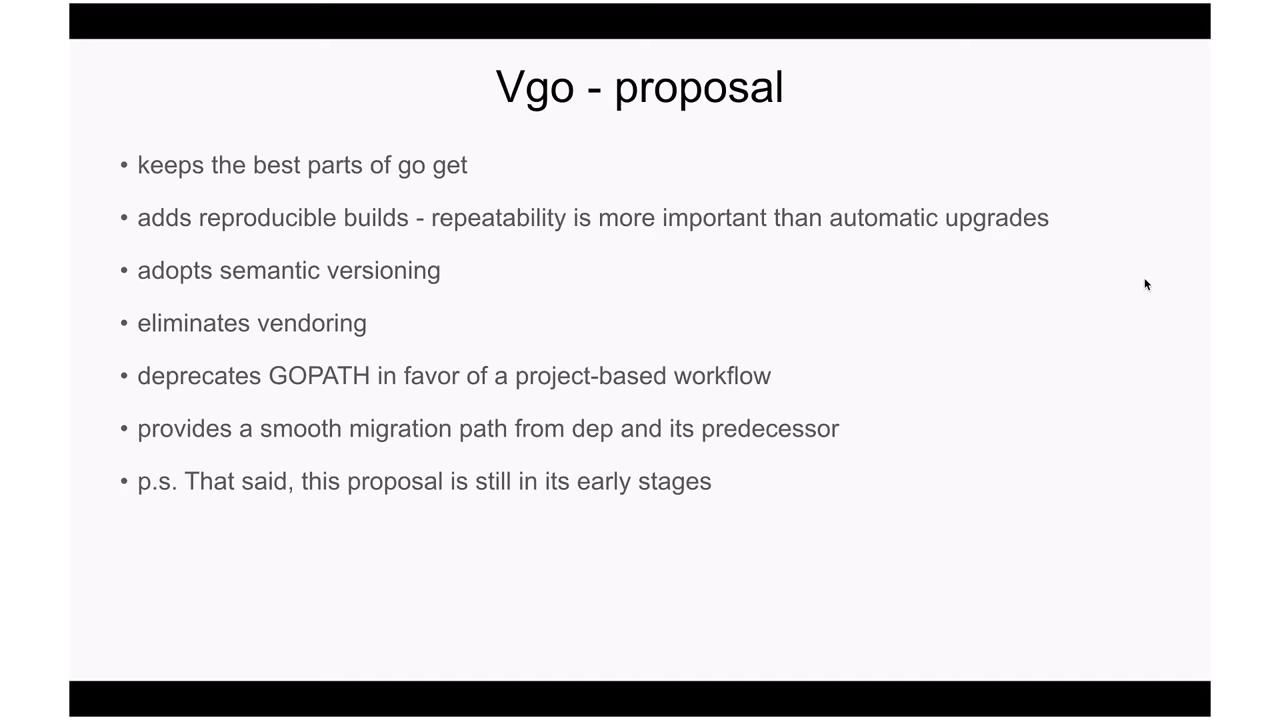 Vgo - proposal
• keeps the best parts of go get
• adds reproducible builds - repeatability is more important than automatic upgrades
• adopts semantic versioning
• eliminates vendoring
• deprecates GOPATH in favor of a project-based workflow
• provides a smooth migration path from dep and its predecessor
• p.s. That said, this proposal is still in its early stages